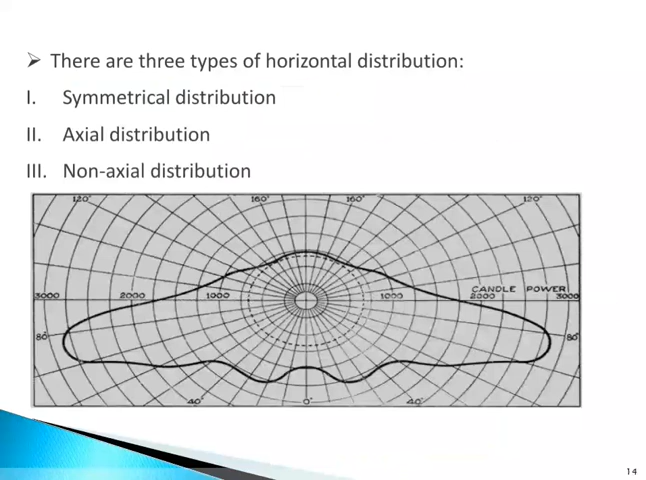 ➢ There are three types of horizontal distribution:
I. Symmetrical distribution
II. Axial distribution
III. Non-axial distribution
120° 160° 160° 120°
CANDLE POWER
3000 2000 1000 1000 2000 3000
80° 80°
40° 0° 40°
14